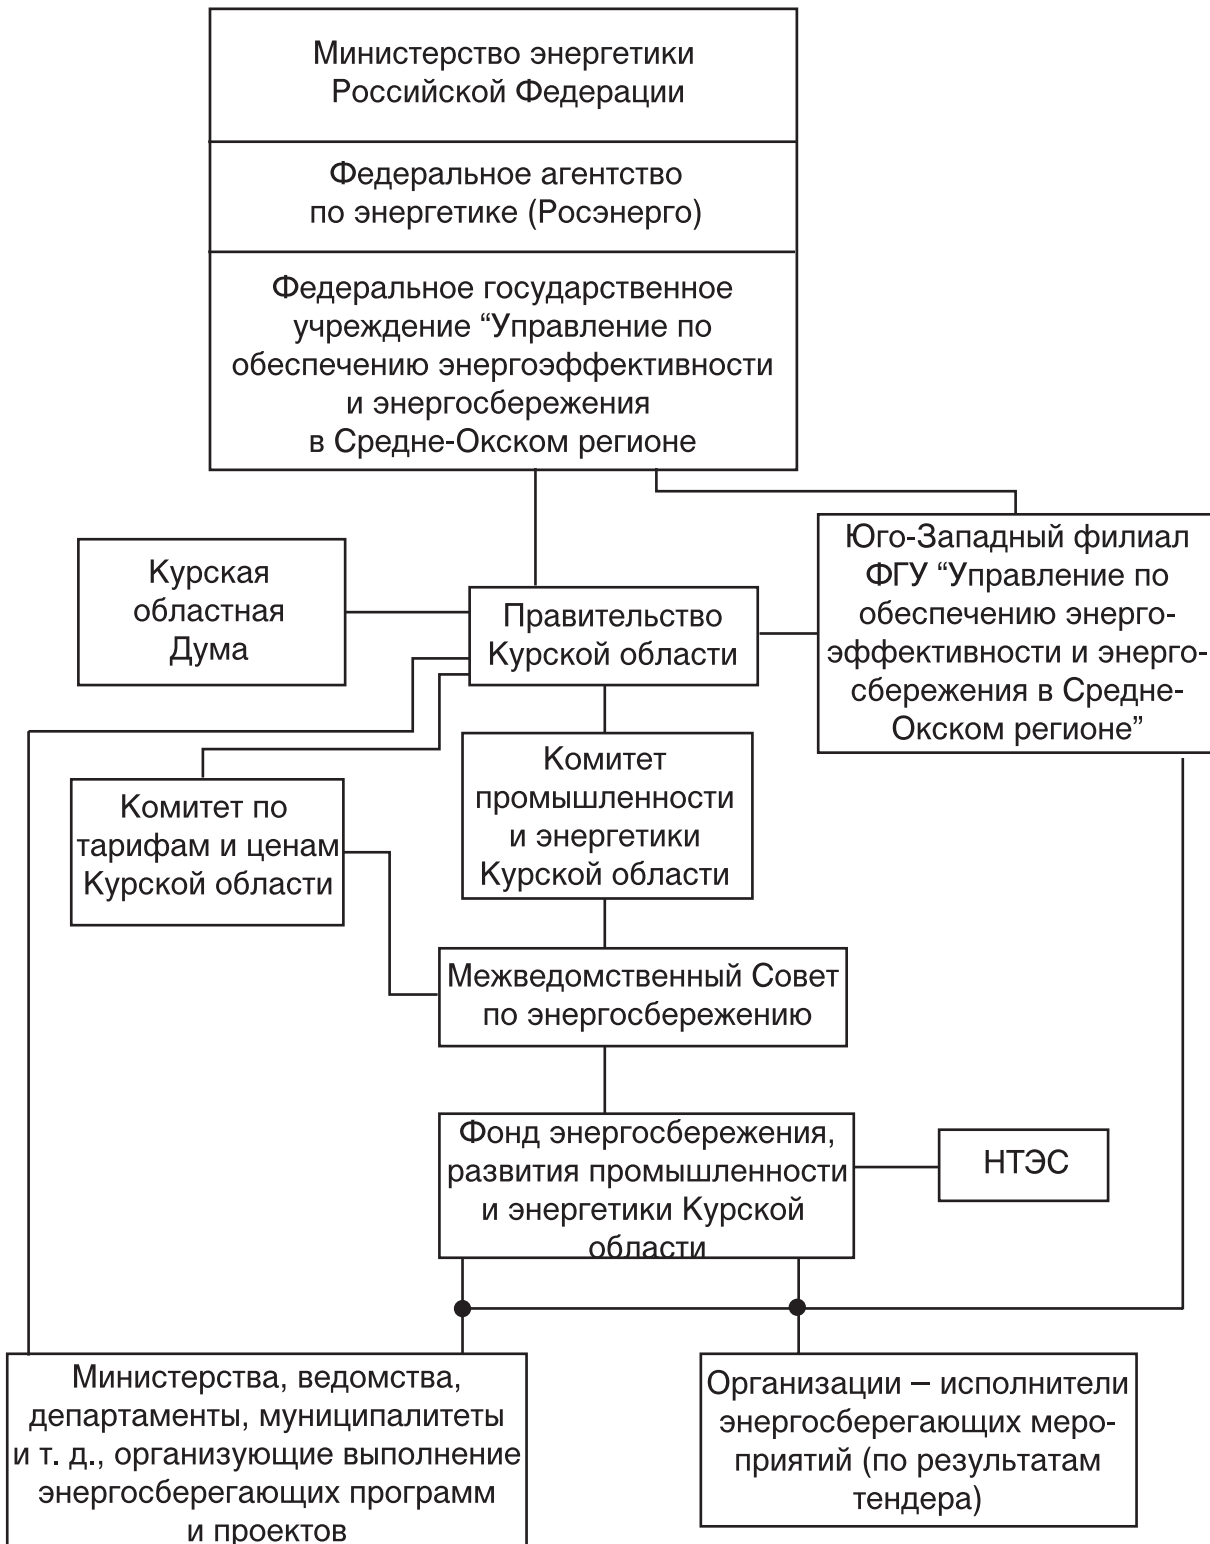 Министерство энергетики
Российской Федерации
Федеральное агентство
по энергетике (Росэнерго)
Федеральное государственное
учреждение “Управление по
обеспечению энергоэффективности
и энергосбережения
в Средне-Окском регионе
Юго-Западный филиал
ФГУ “Управление по
обеспечению энерго-
эффективности и энерго-
сбережения в Средне-
Окском регионе”
Курская
областная
Дума
Правительство
Курской области
Комитет по
тарифам и ценам
Курской области
Комитет
промышленности
и энергетики
Курской области
Межведомственный Совет
по энергосбережению
Фонд энергосбережения,
развития промышленности
и энергетики Курской
области
НТЭС
Министерства, ведомства,
департаменты, муниципалитеты
и т. д., организующие выполнение
энергосберегающих программ
и проектов
Организации – исполнители
энергосберегающих меро-
приятий (по результатам
тендера)